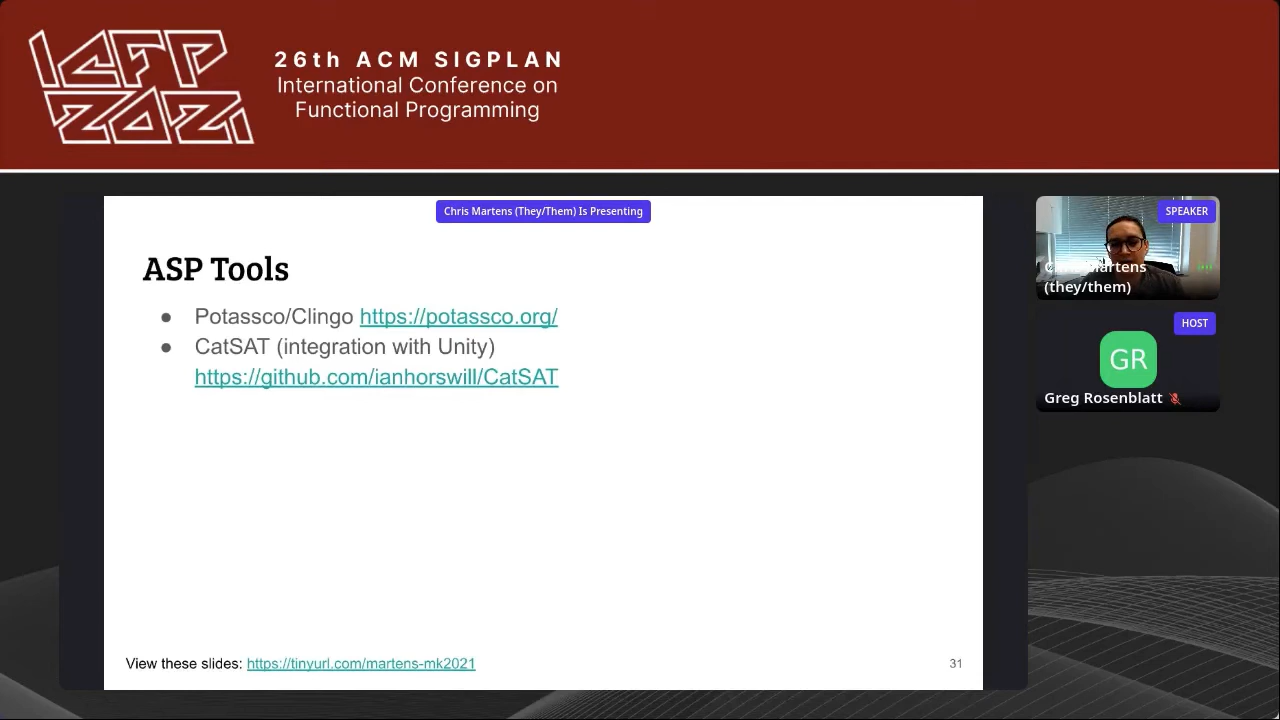 ICFP
2021
26th ACM SIGPLAN
International Conference on
Functional Programming
Chris Martens (They/Them) Is Presenting
ASP Tools
● Potassco/Clingo https://potassco.org/
● CatSAT (integration with Unity)
https://github.com/ianhorswill/CatSAT
View these slides: https://tinyurl.com/martens-mk2021
31
SPEAKER
Chris Martens
(they/them)
HOST
GR
Greg Rosenblatt